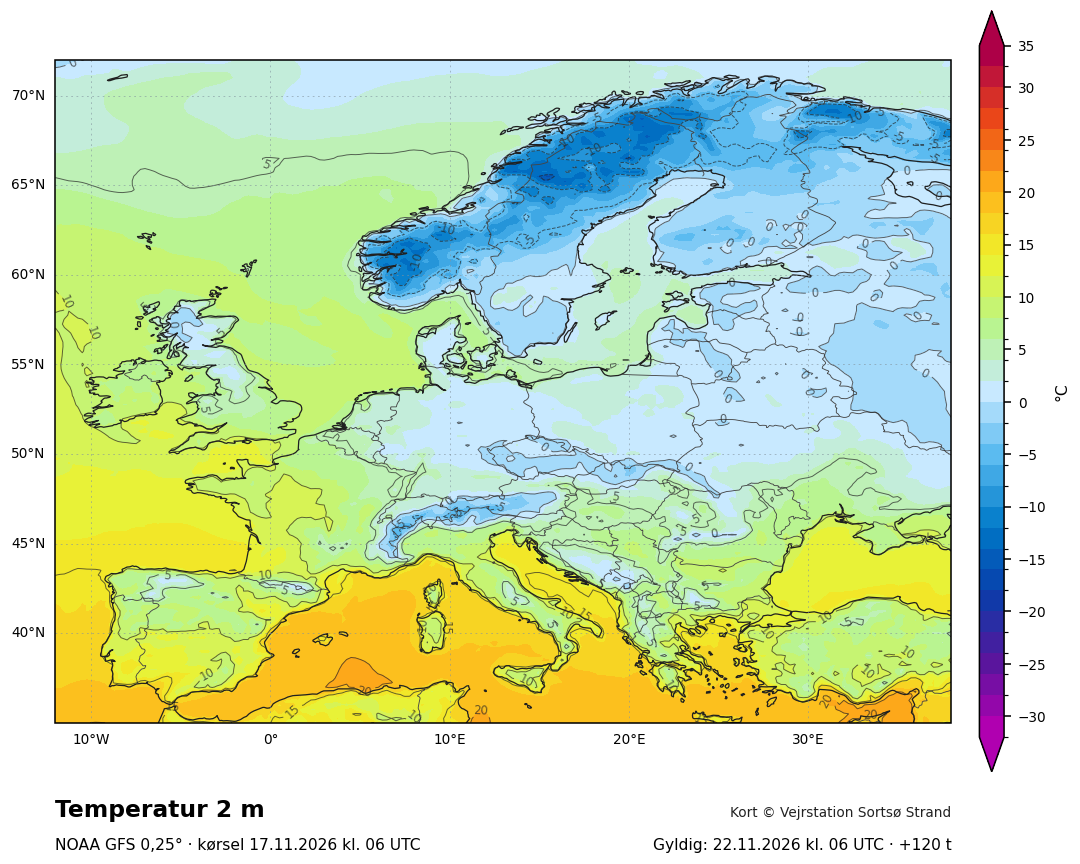 70°N
65°N
60°N
55°N
50°N
45°N
40°N
10°W
0°
10°E
20°E
30°E
35
30
25
20
15
10
5
0
−5
−10
−15
−20
−25
−30
°C
Temperatur 2 m
Kort © Vejrstation Sortsø Strand
NOAA GFS 0,25° · kørsel 17.11.2026 kl. 06 UTC
Gyldig: 22.11.2026 kl. 06 UTC · +120 t